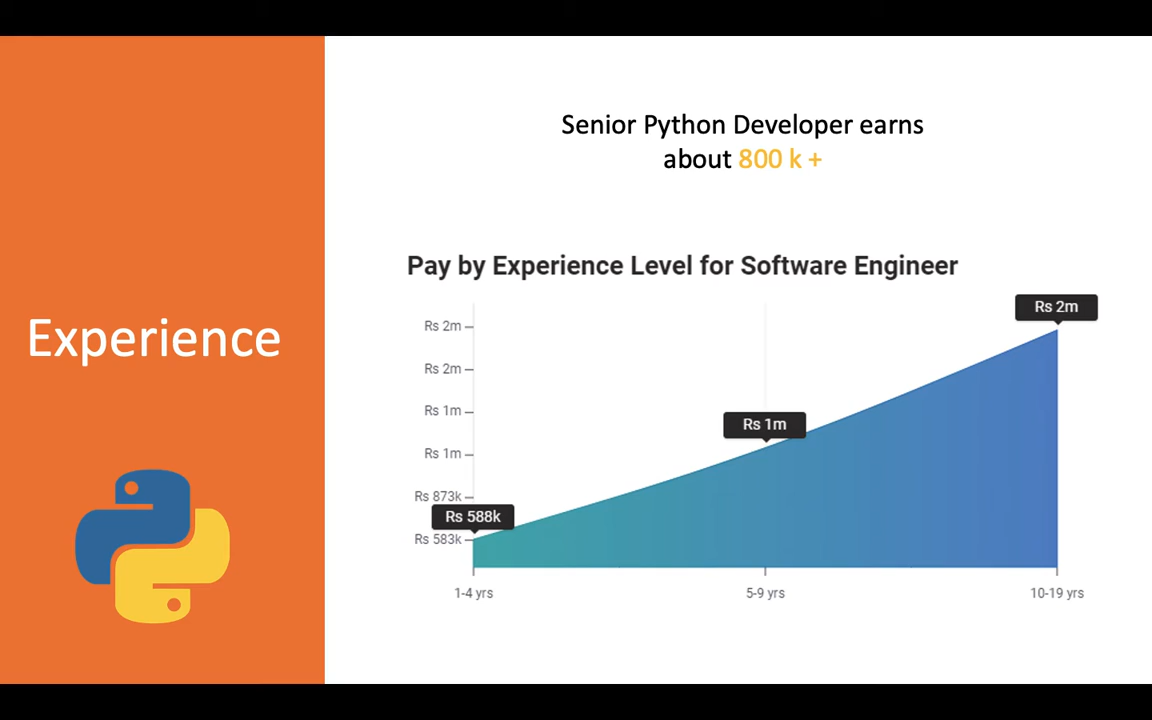 Experience
Senior Python Developer earns
about 800 k +
Pay by Experience Level for Software Engineer
Rs 2m
Rs 2m
Rs 2m
Rs 1m
Rs 1m
Rs 1m
Rs 873k
Rs 588k
Rs 583k
1-4 yrs
5-9 yrs
10-19 yrs